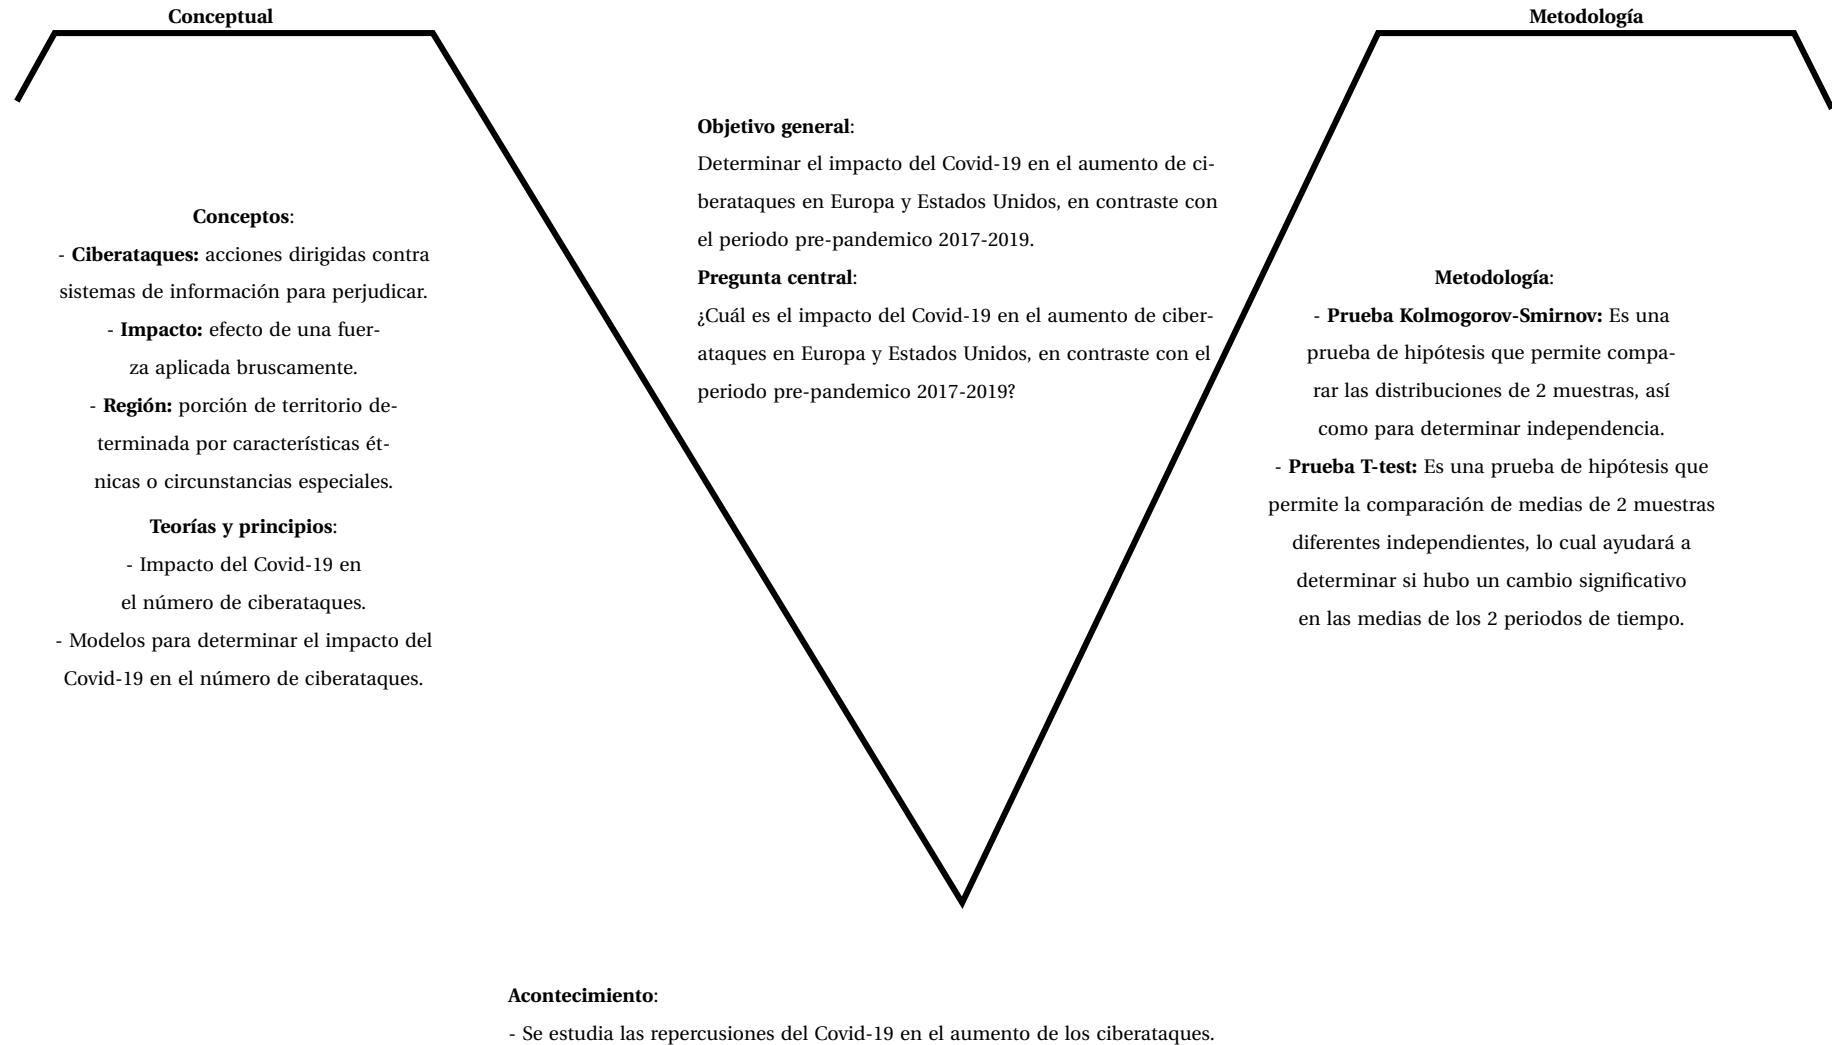 Conceptual
Conceptos:
- Ciberataques: acciones dirigidas contra
sistemas de información para perjudicar.
- Impacto: efecto de una fuer-
za aplicada bruscamente.
- Región: porción de territorio de-
terminada por características ét-
nicas o circunstancias especiales.
Teorías y principios:
- Impacto del Covid-19 en
el número de ciberataques.
- Modelos para determinar el impacto del
Covid-19 en el número de ciberataques.
Objetivo general:
Determinar el impacto del Covid-19 en el aumento de ci-
berataques en Europa y Estados Unidos, en contraste con
el periodo pre-pandemico 2017-2019.
Pregunta central:
¿Cuál es el impacto del Covid-19 en el aumento de ciber-
ataques en Europa y Estados Unidos, en contraste con el
periodo pre-pandemico 2017-2019?
Metodología
Metodología:
- Prueba Kolmogorov-Smirnov: Es una
prueba de hipótesis que permite compa-
rar las distribuciones de 2 muestras, así
como para determinar independencia.
- Prueba T-test: Es una prueba de hipótesis que
permite la comparación de medias de 2 muestras
diferentes independientes, lo cual ayudará a
determinar si hubo un cambio significativo
en las medias de los 2 periodos de tiempo.
Acontecimiento:
- Se estudia las repercusiones del Covid-19 en el aumento de los ciberataques.